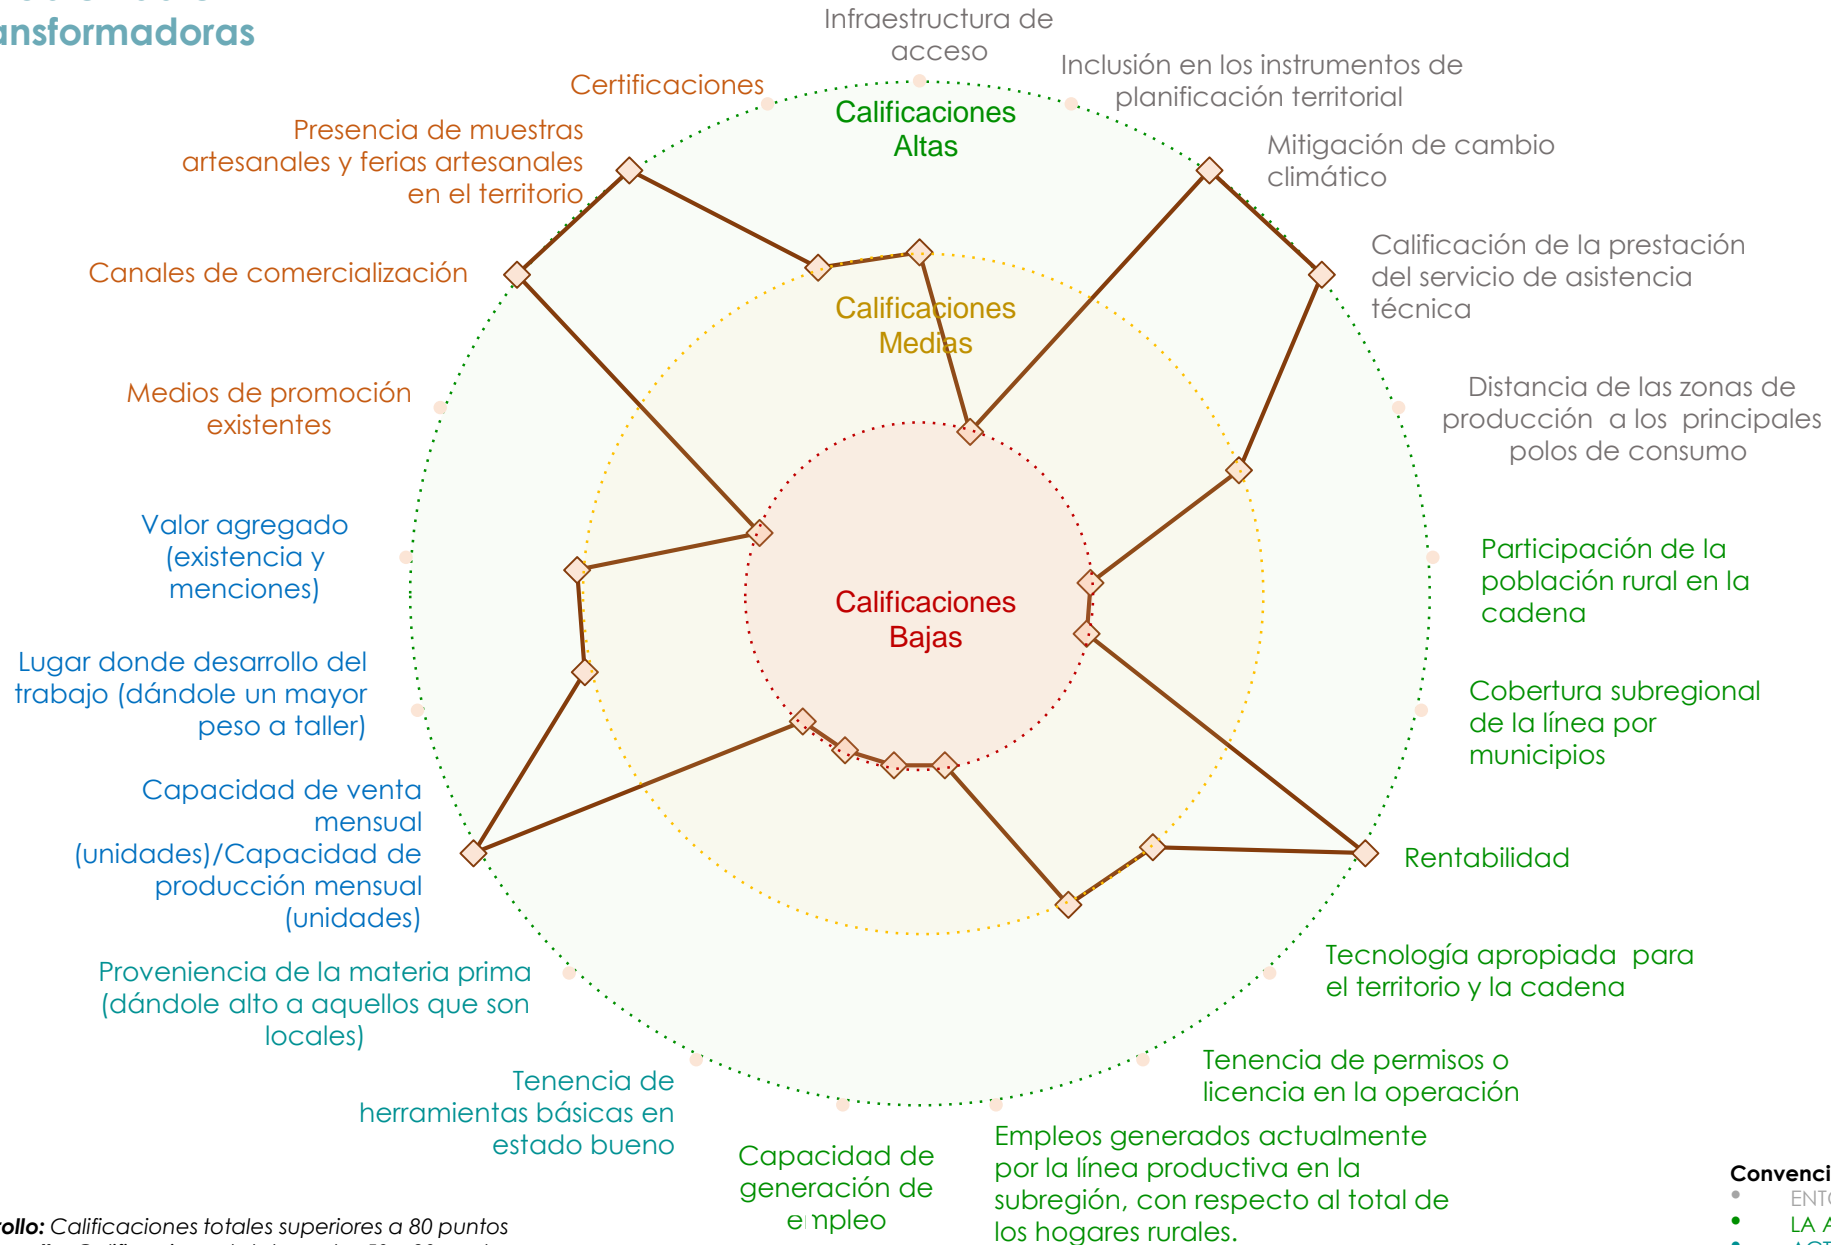 ansformadoras
Infraestructura de
acceso
Inclusión en los instrumentos de
planificación territorial
Mitigación de cambio
climático
Calificación de la prestación
del servicio de asistencia
técnica
Distancia de las zonas de
producción a los principales
polos de consumo
Participación de la
población rural en la
cadena
Cobertura subregional
de la línea por
municipios
Rentabilidad
Tecnología apropiada para
el territorio y la cadena
Tenencia de permisos o
licencia en la operación
Empleos generados actualmente
por la línea productiva en la
subregión, con respecto al total de
los hogares rurales.
Capacidad de
generación de
empleo
Tenencia de
herramientas básicas en
estado bueno
Proveniencia de la materia prima
(dándole alto a aquellos que son
locales)
Capacidad de venta
mensual
(unidades)/Capacidad de
producción mensual
(unidades)
Lugar donde desarrollo del
trabajo (dándole un mayor
peso a taller)
Valor agregado
(existencia y
menciones)
Medios de promoción
existentes
Canales de comercialización
Presencia de muestras
artesanales y ferias artesanales
en el territorio
Certificaciones
Calificaciones
Altas
Calificaciones
Medias
Calificaciones
Bajas
rollo: Calificaciones totales superiores a 80 puntos
Convenci
ENTO
LA A